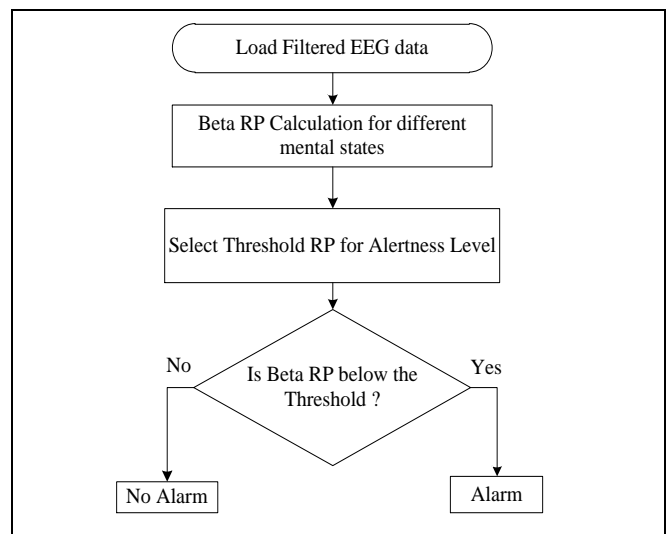 Load Filtered EEG data
Beta RP Calculation for different
mental states
Select Threshold RP for Alertness Level
No
Yes
Is Beta RP below the
Threshold ?
No Alarm
Alarm